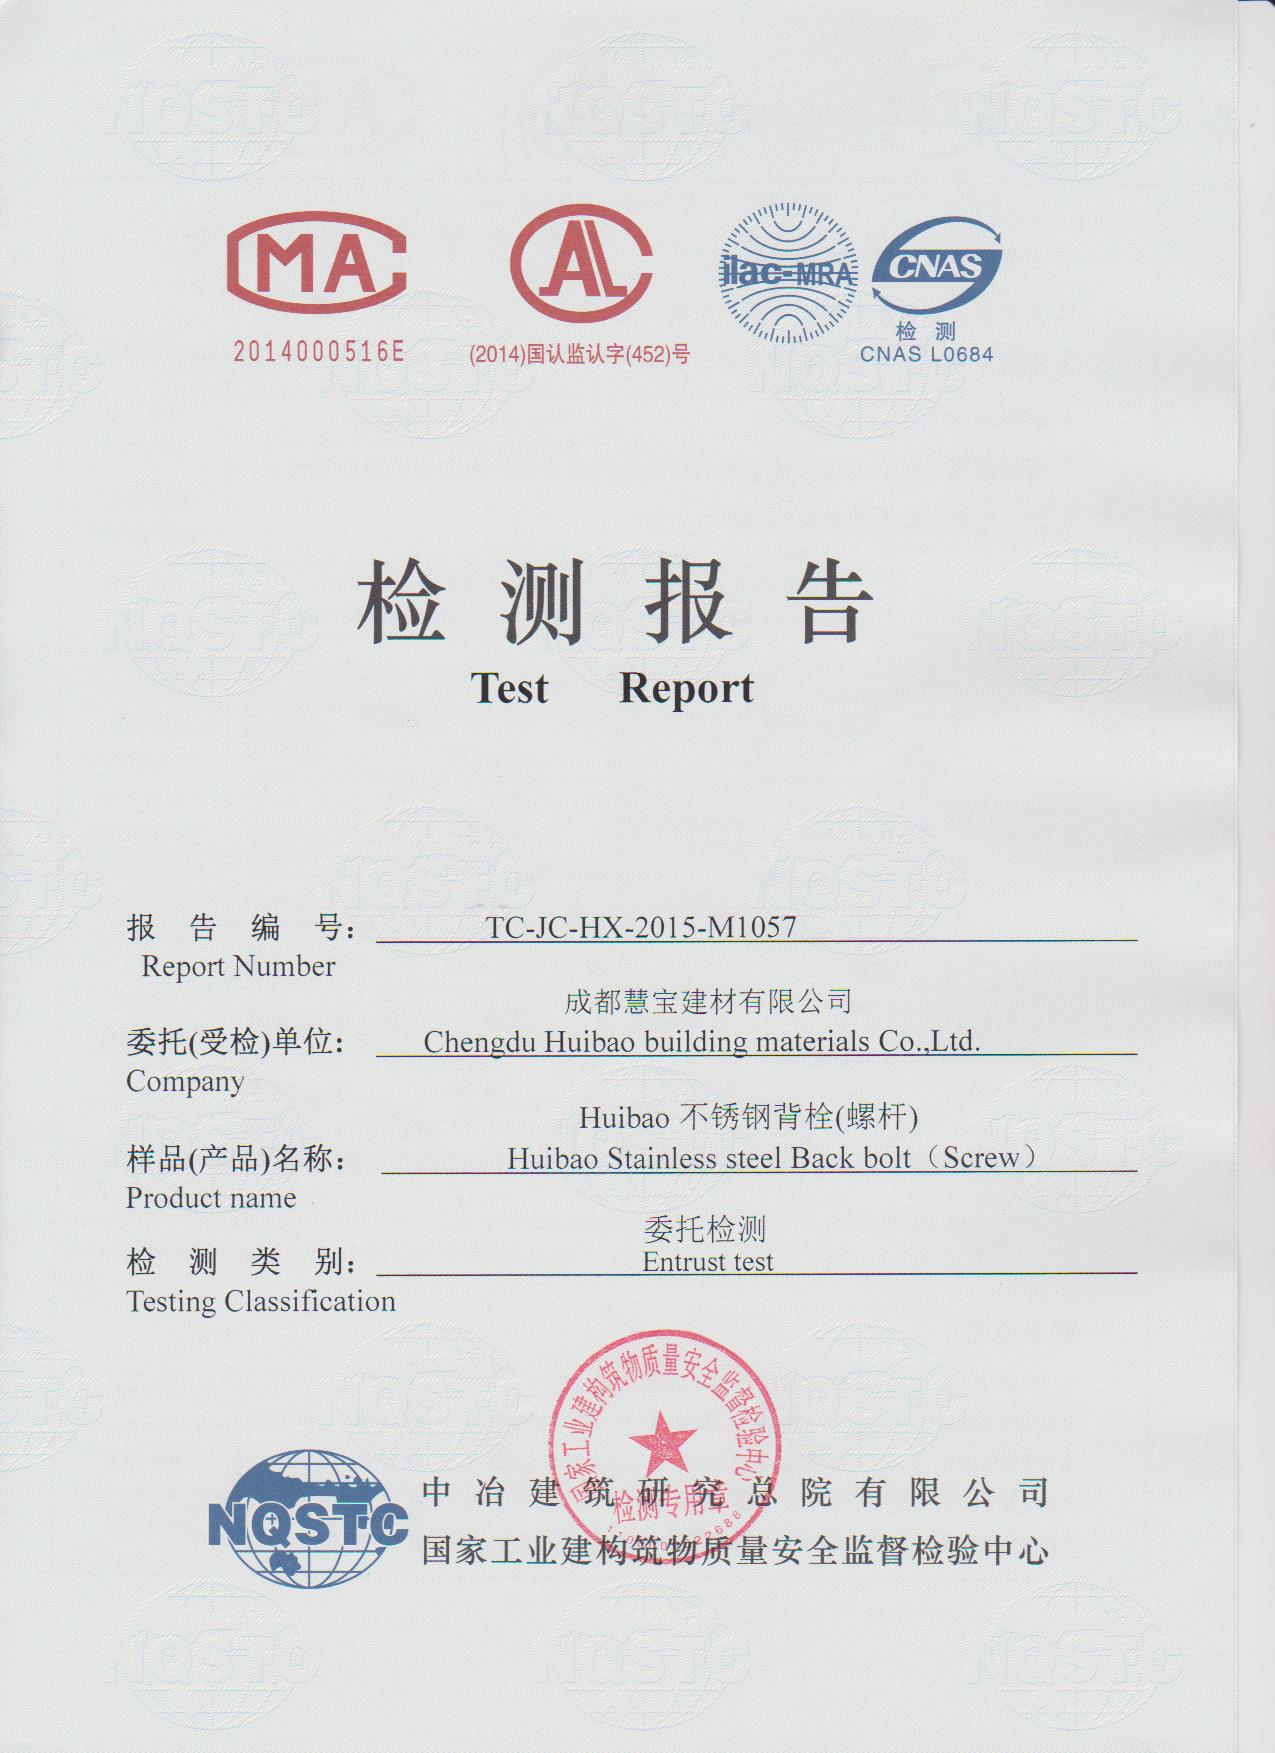 MA
AL
ilac-MRA
CNAS
检 测
2014000516E
(2014)国认监认字(452)号
CNAS L0684
检 测 报 告
Test Report
报 告 编 号： TC-JC-HX-2015-M1057
Report Number
成都慧宝建材有限公司
委托(受检)单位： Chengdu Huibao building materials Co.,Ltd.
Company
Huibao 不锈钢背栓(螺杆)
样品(产品)名称： Huibao Stainless steel Back bolt（Screw）
Product name
委托检测
检 测 类 别： Entrust test
Testing Classification
国家工业建构筑物质量安全监督检验中心
检测专用章
NQSTC
中冶建筑研究总院有限公司
国家工业建构筑物质量安全监督检验中心